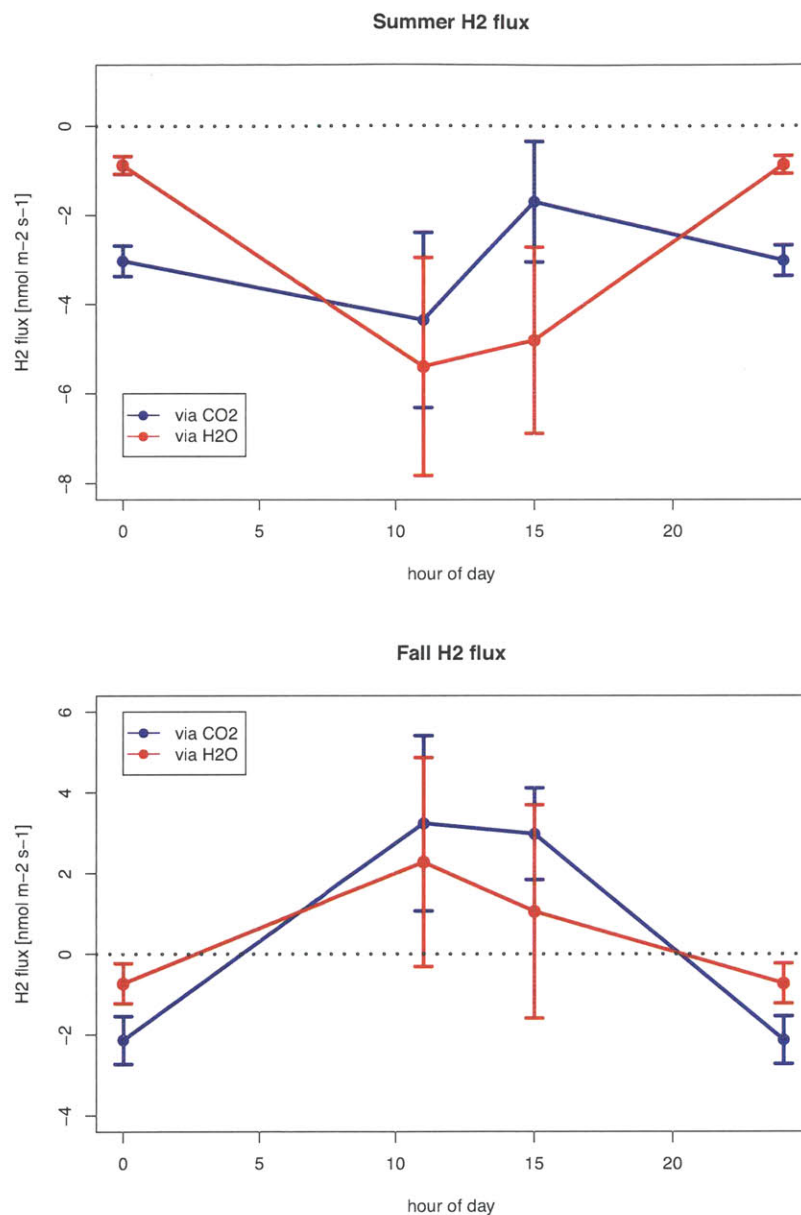 Summer H2 flux
H2 flux [nmol m−2 s−1]
0
−2
−4
−6
−8
via CO2
via H2O
0 5 10 15 20
hour of day
Fall H2 flux
H2 flux [nmol m−2 s−1]
6
4
2
0
−2
−4
via CO2
via H2O
0 5 10 15 20
hour of day